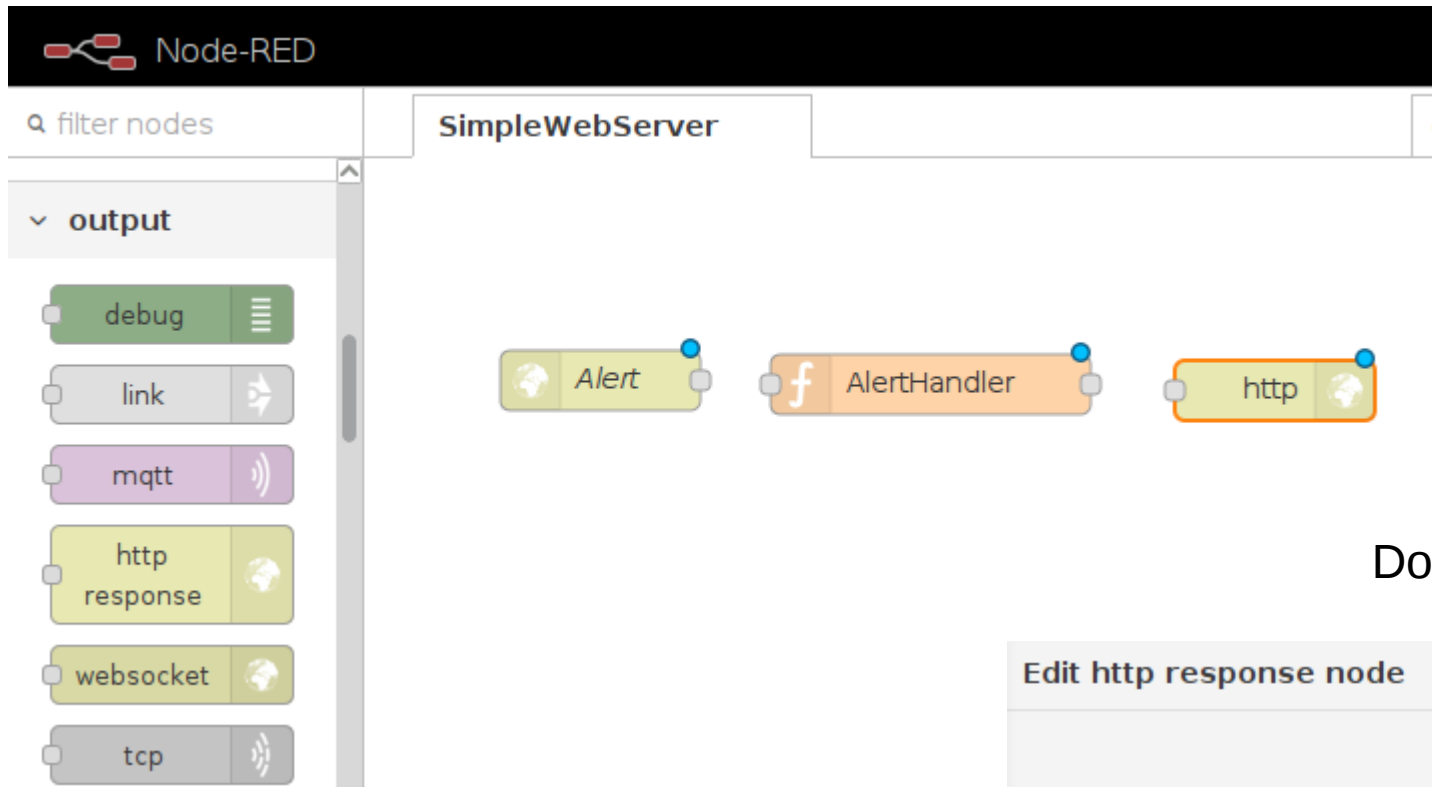 Node-RED
filter nodes
SimpleWebServer
output
debug
link
mqtt
http
response
websocket
tcp
Alert
AlertHandler
http
Do
Edit http response node